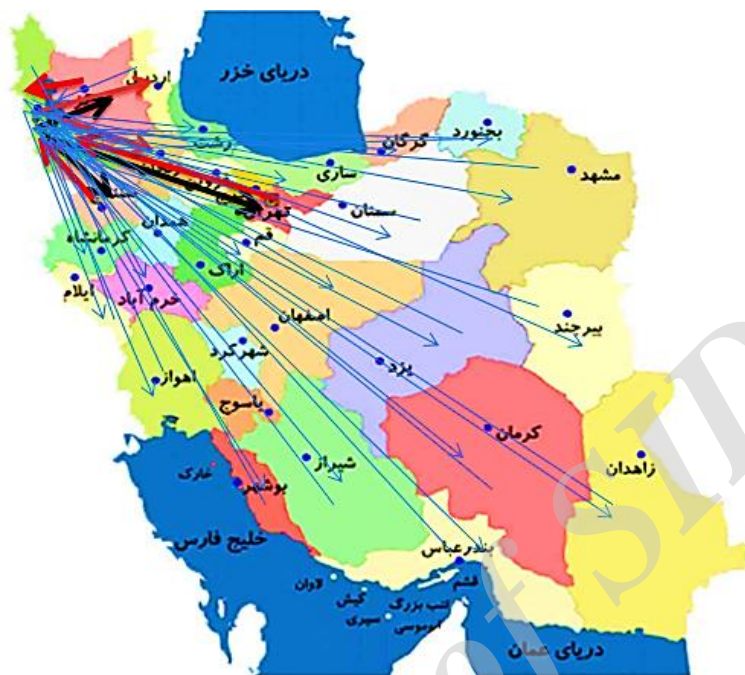 دریای خزر
اردبیل
بجنورد
گرگان
مشهد
رشت
ساری
سمنان
تهران
قم
همدان
کرمانشاه
اراک
ایلام
خرم آباد
اصفهان
بیرجند
شهرکرد
یزد
اهواز
یاسوج
کرمان
زاهدان
شیراز
خارک
بوشهر
خلیج فارس
بندرعباس
لاوان
کیش
قشم
تنب بزرگ
سیری
ابوموسی
دریای عمان
of SID